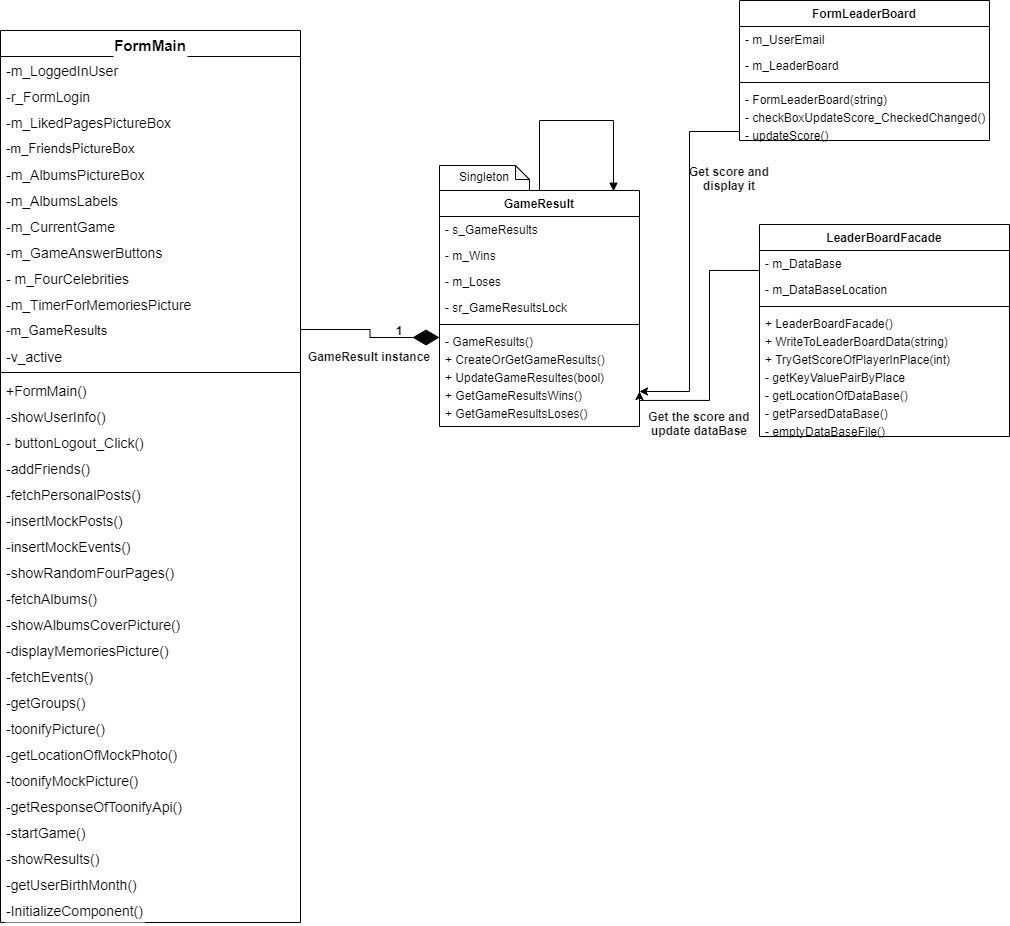 FormMain
-m_LoggedInUser
-r_FormLogin
-m_LikedPagesPictureBox
-m_FriendsPictureBox
-m_AlbumsPictureBox
-m_AlbumsLabels
-m_CurrentGame
-m_GameAnswerButtons
- m_FourCelebrities
-m_TimerForMemoriesPicture
-m_GameResults
-v_active
+FormMain()
-showUserInfo()
- buttonLogout_Click()
-addFriends()
-fetchPersonalPosts()
-insertMockPosts()
-insertMockEvents()
-showRandomFourPages()
-fetchAlbums()
-showAlbumsCoverPicture()
-displayMemoriesPicture()
-fetchEvents()
-getGroups()
-toonifyPicture()
-getLocationOfMockPhoto()
-toonifyMockPicture()
-getResponseOfToonifyApi()
-startGame()
-showResults()
-getUserBirthMonth()
-InitializeComponent()
1
GameResult instance
Singleton
GameResult
- s_GameResults
- m_Wins
- m_Loses
- sr_GameResultsLock
- GameResults()
+ CreateOrGetGameResults()
+ UpdateGameResultes(bool)
+ GetGameResultsWins()
+ GetGameResultsLoses()
FormLeaderBoard
- m_UserEmail
- m_LeaderBoard
- FormLeaderBoard(string)
- checkBoxUpdateScore_CheckedChanged()
- updateScore()
Get score and
display it
LeaderBoardFacade
- m_DataBase
- m_DataBaseLocation
+ LeaderBoardFacade()
+ WriteToLeaderBoardData(string)
+ TryGetScoreOfPlayerInPlace(int)
- getKeyValuePairByPlace
- getLocationOfDataBase()
- getParsedDataBase()
- emptyDataBaseFile()
Get the score and
update dataBase